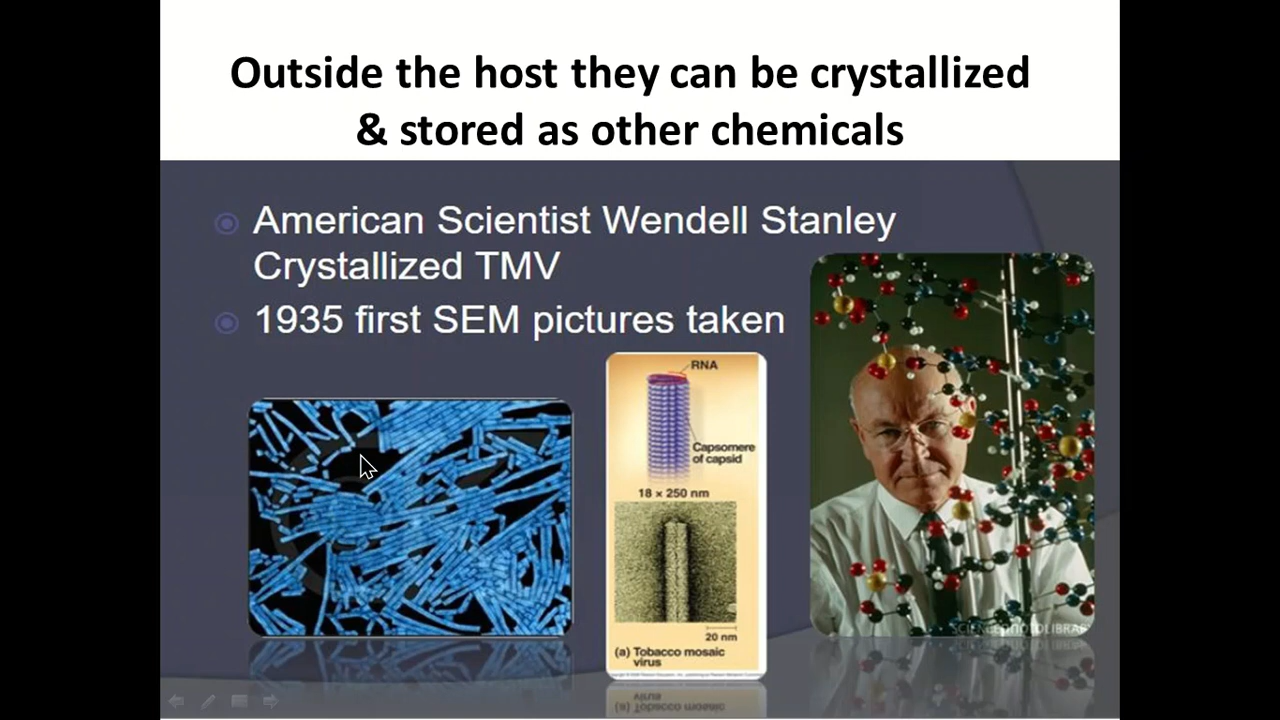 Outside the host they can be crystallized
& stored as other chemicals
American Scientist Wendell Stanley
Crystallized TMV
1935 first SEM pictures taken
RNA
Capsomere
of capsid
18 × 250 nm
20 nm
(a) Tobacco mosaic
virus
SCIENCEPHOTOLIBRARY